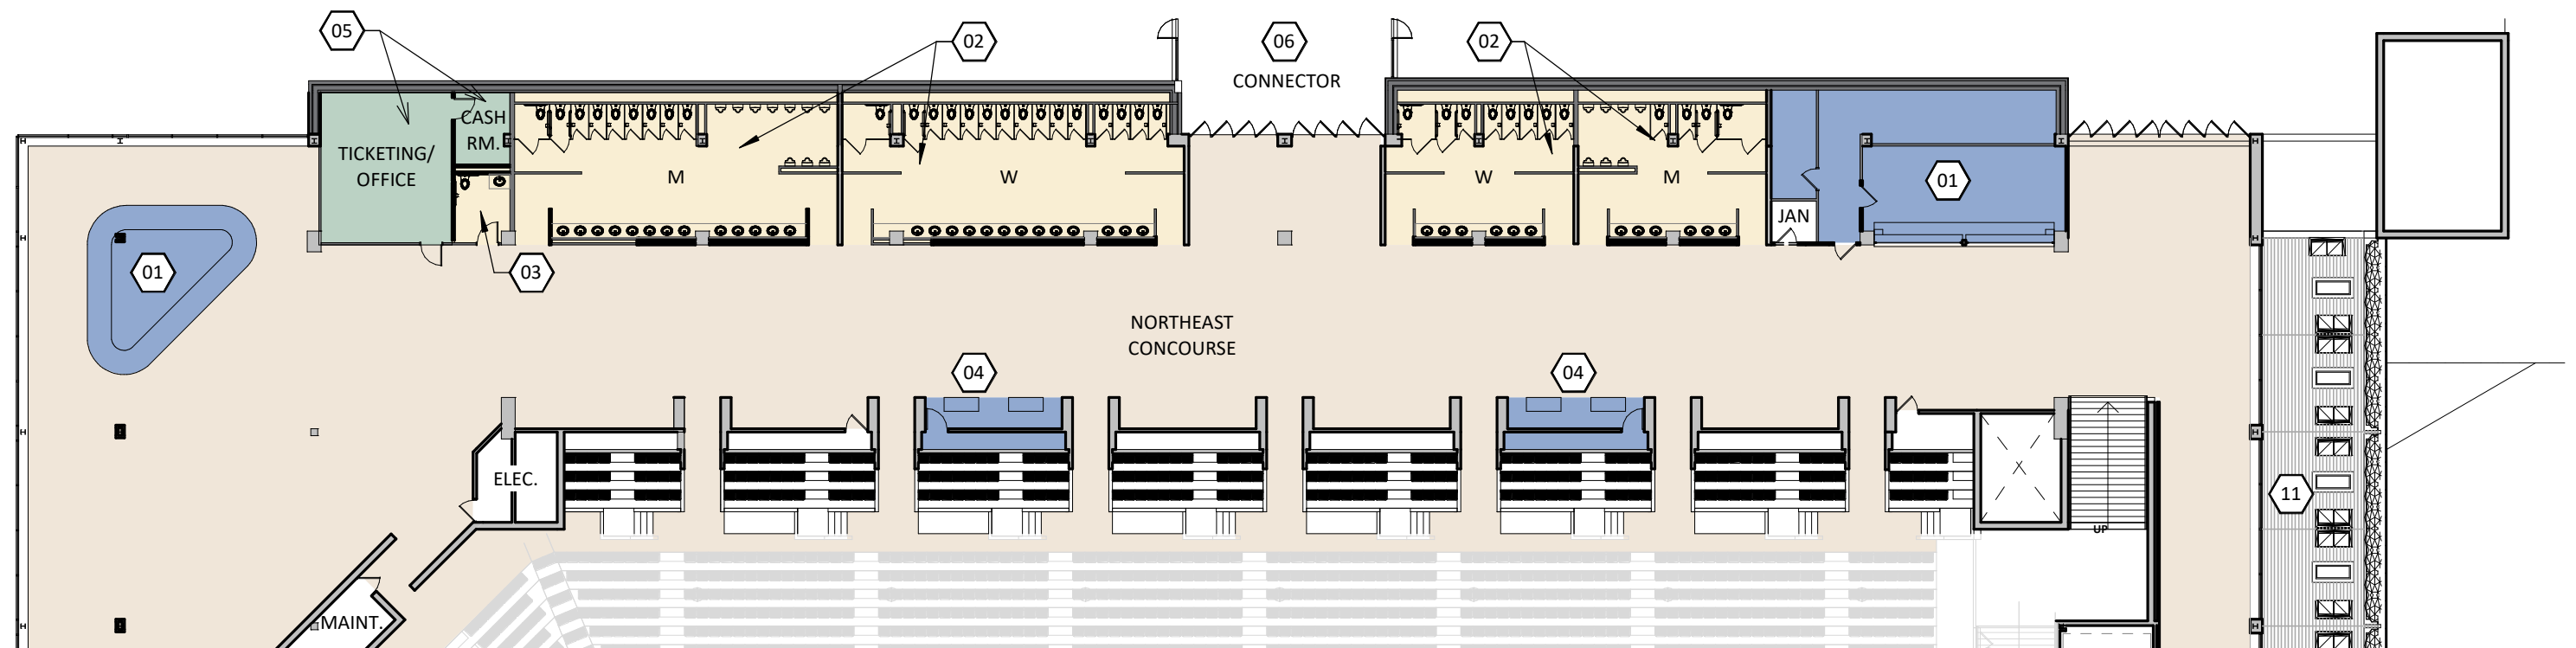 05
02
06
02
CONNECTOR
CASH
RM.
TICKETING/
OFFICE
M
W
W
M
01
JAN
01
03
NORTHEAST
CONCOURSE
04
04
ELEC.
11
UP
MAINT.